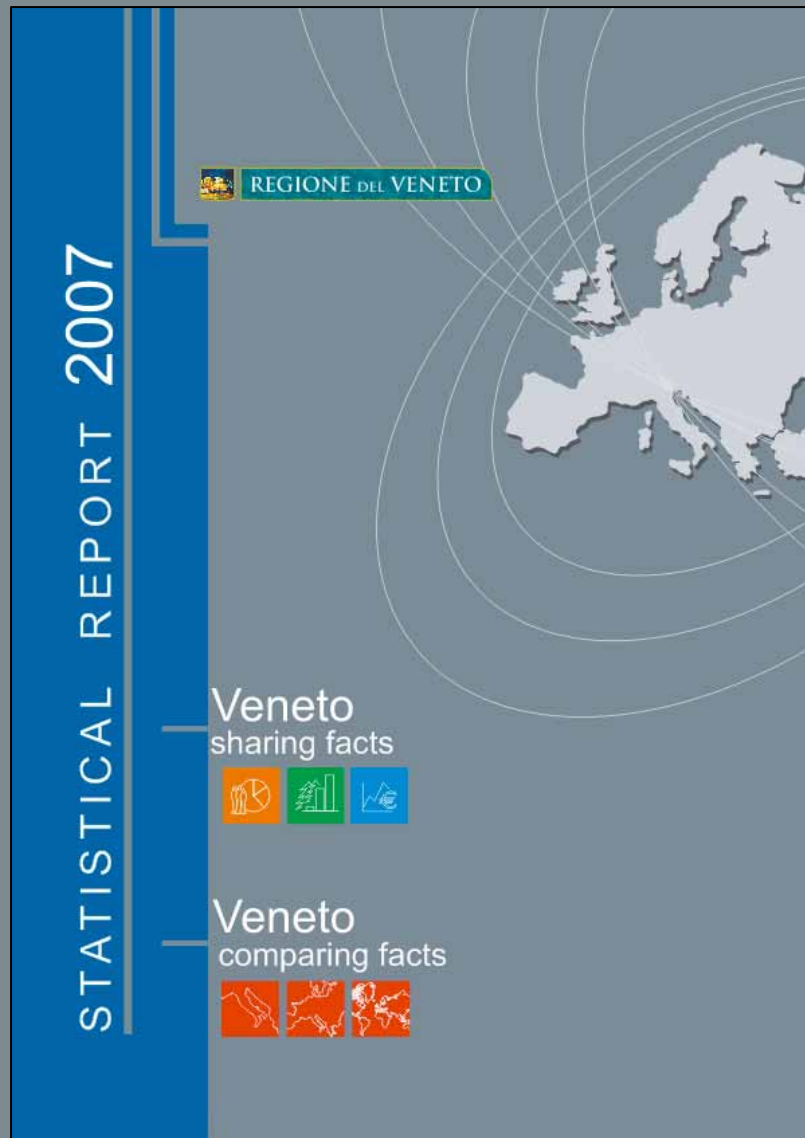 REGIONE DEL VENETO
STATISTICAL REPORT 2007
Veneto
sharing facts
Veneto
comparing facts